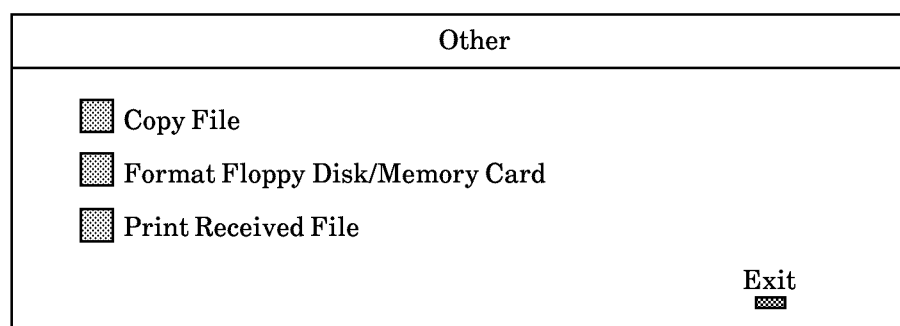 Other
Copy File
Format Floppy Disk/Memory Card
Print Received File
Exit